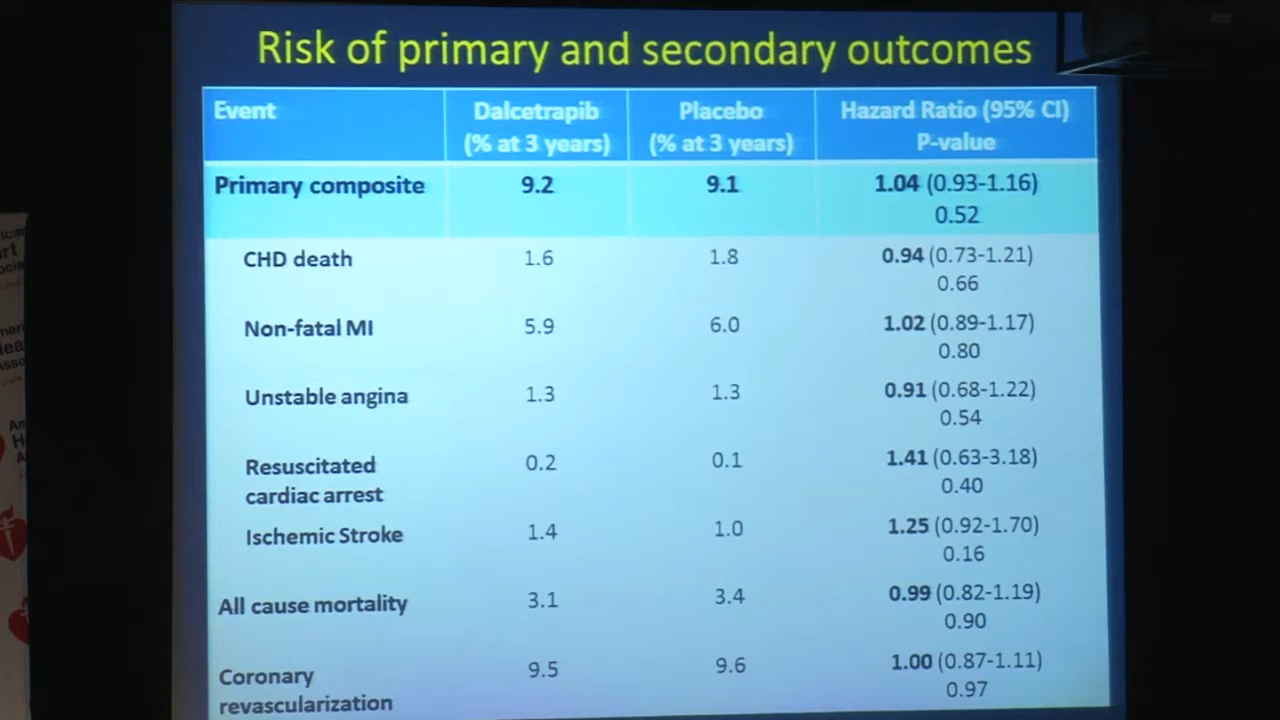 Risk of primary and secondary outcomes
Event Dalcetrapib (% at 3 years) Placebo (% at 3 years) Hazard Ratio (95% CI) P-value
Primary composite 9.2 9.1 1.04 (0.93-1.16)
0.52
CHD death 1.6 1.8 0.94 (0.73-1.21)
0.66
Non-fatal MI 5.9 6.0 1.02 (0.89-1.17)
0.80
Unstable angina 1.3 1.3 0.91 (0.68-1.22)
0.54
Resuscitated cardiac arrest 0.2 0.1 1.41 (0.63-3.18)
0.40
Ischemic Stroke 1.4 1.0 1.25 (0.92-1.70)
0.16
All cause mortality 3.1 3.4 0.99 (0.82-1.19)
0.90
Coronary revascularization 9.5 9.6 1.00 (0.87-1.11)
0.97